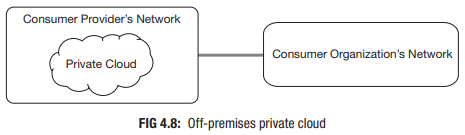 Consumer Provider's Network
Private Cloud
Consumer Organization's Network
FIG 4.8: Off-premises private cloud